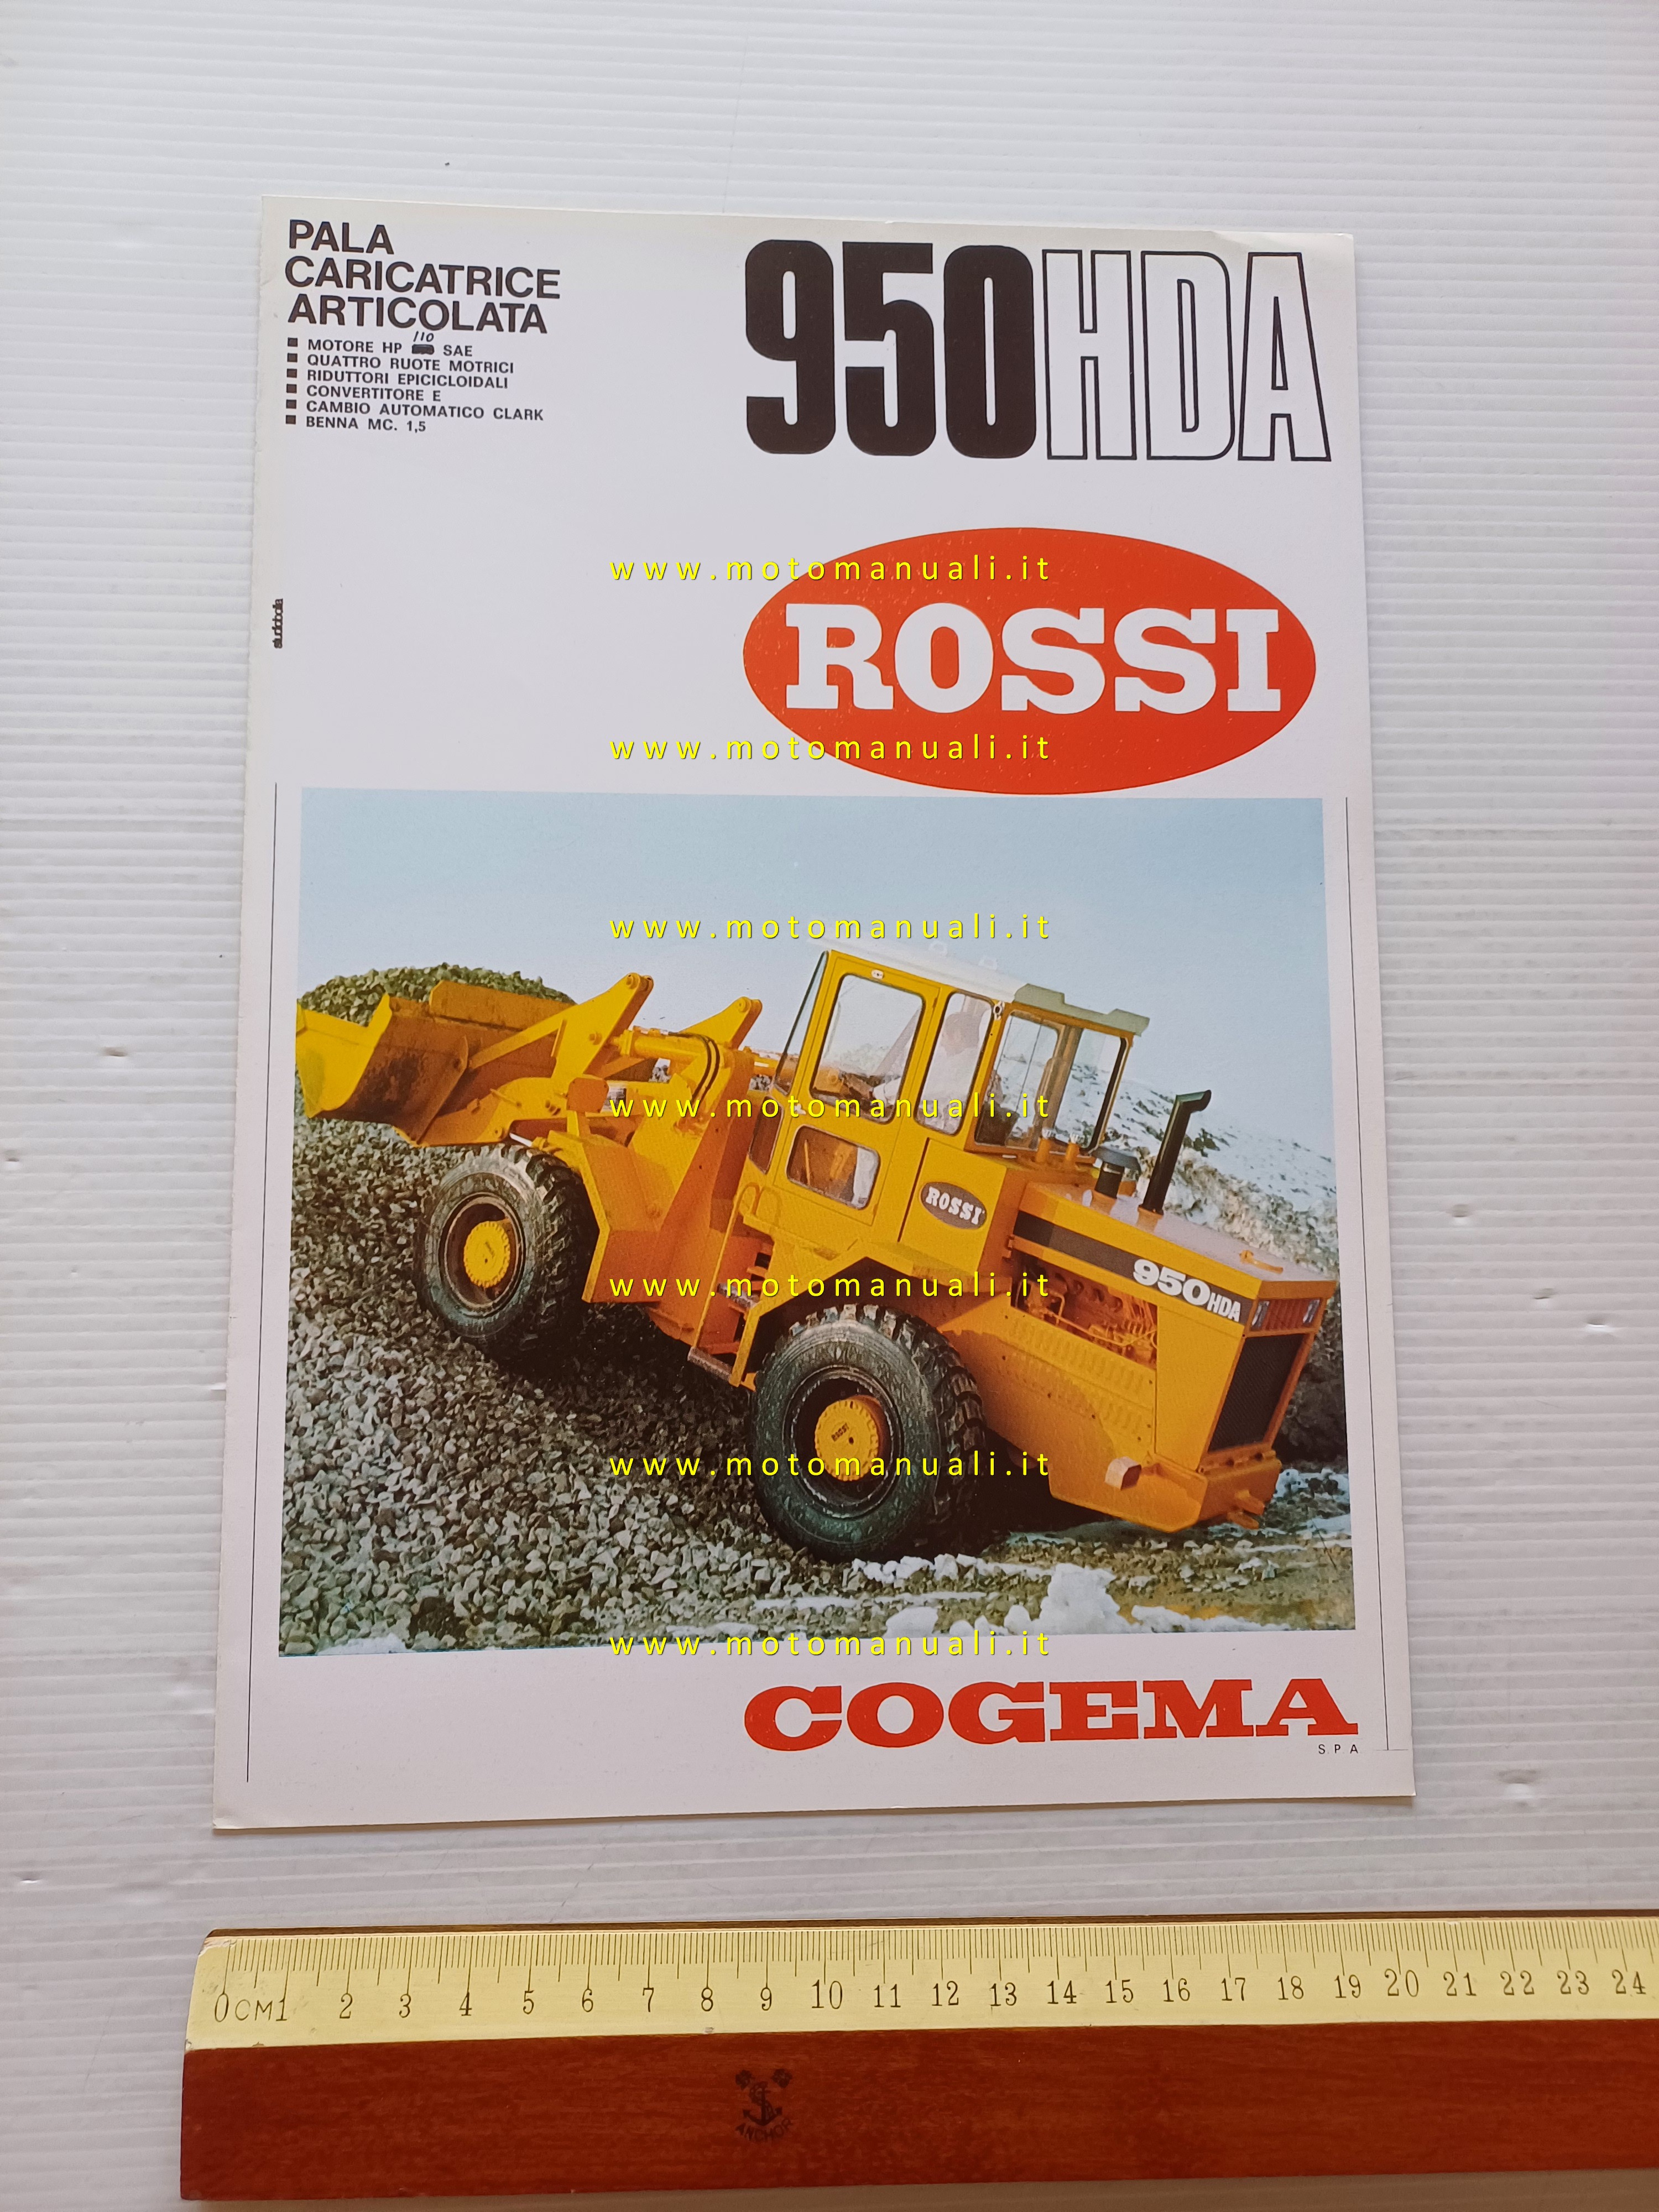 PALA
CARICATRICE
ARTICOLATA
110
MOTORE HP SAE
QUATTRO RUOTE MOTRICI
RIDUTTORI EPICICLOIDALI
CONVERTITORE E
CAMBIO AUTOMATICO CLARK
BENNA MC. 1,5
950HDA
www.motomanuali.it
ROSSI
www.motomanuali.it
studiobolla
www.motomanuali.it
www.motomanuali.it
ROSSI
950HDA
www.motomanuali.it
ROSSI
www.motomanuali.it
www.motomanuali.it
COGEMA
S.P.A
0CM1 2 3 4 5 6 7 8 9 10 11 12 13 14 15 16 17 18 19 20 21 22 23 24
ANCHOR